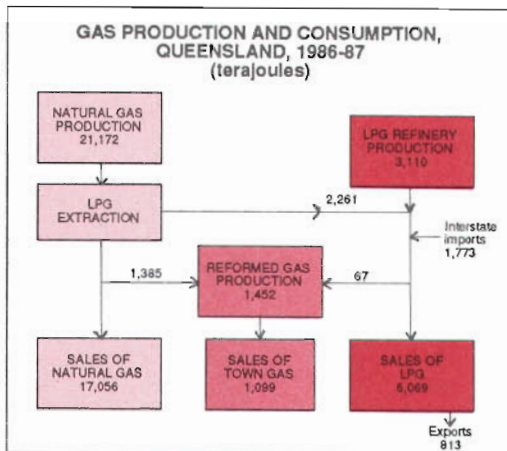 GAS PRODUCTION AND CONSUMPTION,
QUEENSLAND, 1986-87
(terajoules)
NATURAL GAS
PRODUCTION
21,172
LPG REFINERY
PRODUCTION
3,110
LPG
EXTRACTION
2,261
Interstate
imports
1,773
1,385
REFORMED GAS
PRODUCTION
1,452
67
SALES OF
NATURAL GAS
17,056
SALES OF
TOWN GAS
1,099
SALES OF
LPG
6,069
Exports
813